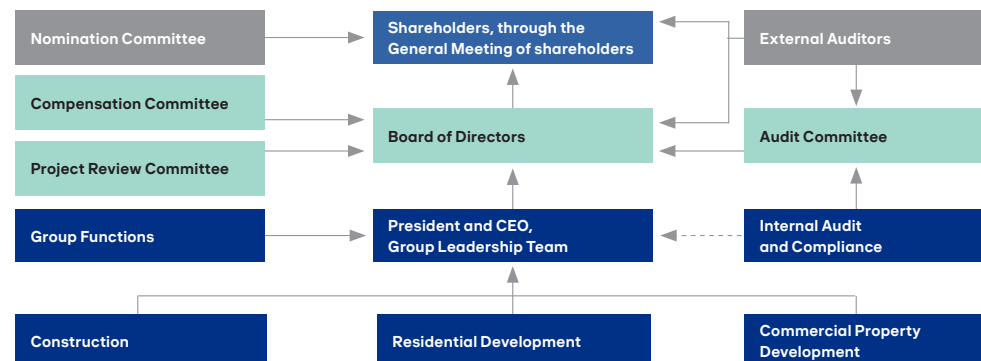 Nomination Committee
Shareholders, through the
General Meeting of shareholders
External Auditors
Compensation Committee
Board of Directors
Audit Committee
Project Review Committee
Group Functions
President and CEO,
Group Leadership Team
Internal Audit
and Compliance
Construction
Residential Development
Commercial Property
Development